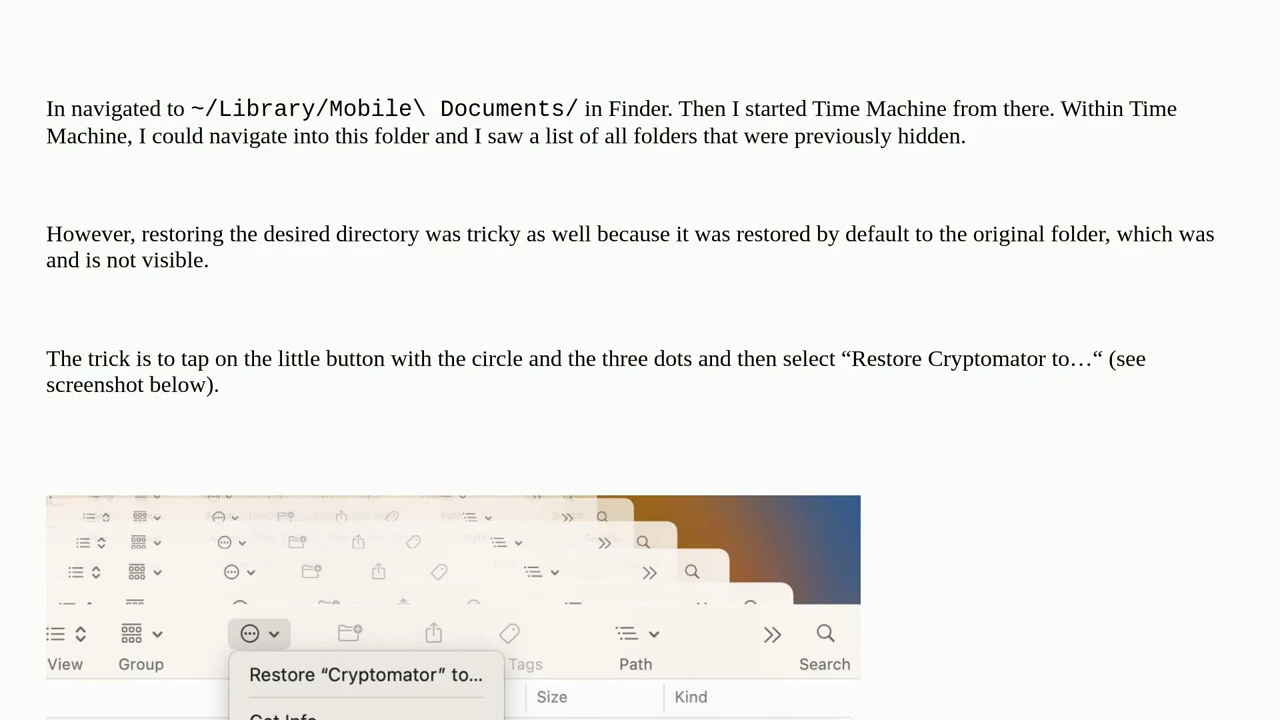 In navigated to ~/Library/Mobile\ Documents/ in Finder. Then I started Time Machine from there. Within Time
Machine, I could navigate into this folder and I saw a list of all folders that were previously hidden.
However, restoring the desired directory was tricky as well because it was restored by default to the original folder, which was
and is not visible.
The trick is to tap on the little button with the circle and the three dots and then select “Restore Cryptomator to…“ (see
screenshot below).
View Group Tags Path Search
Restore “Cryptomator” to...
Size Kind
Get Info